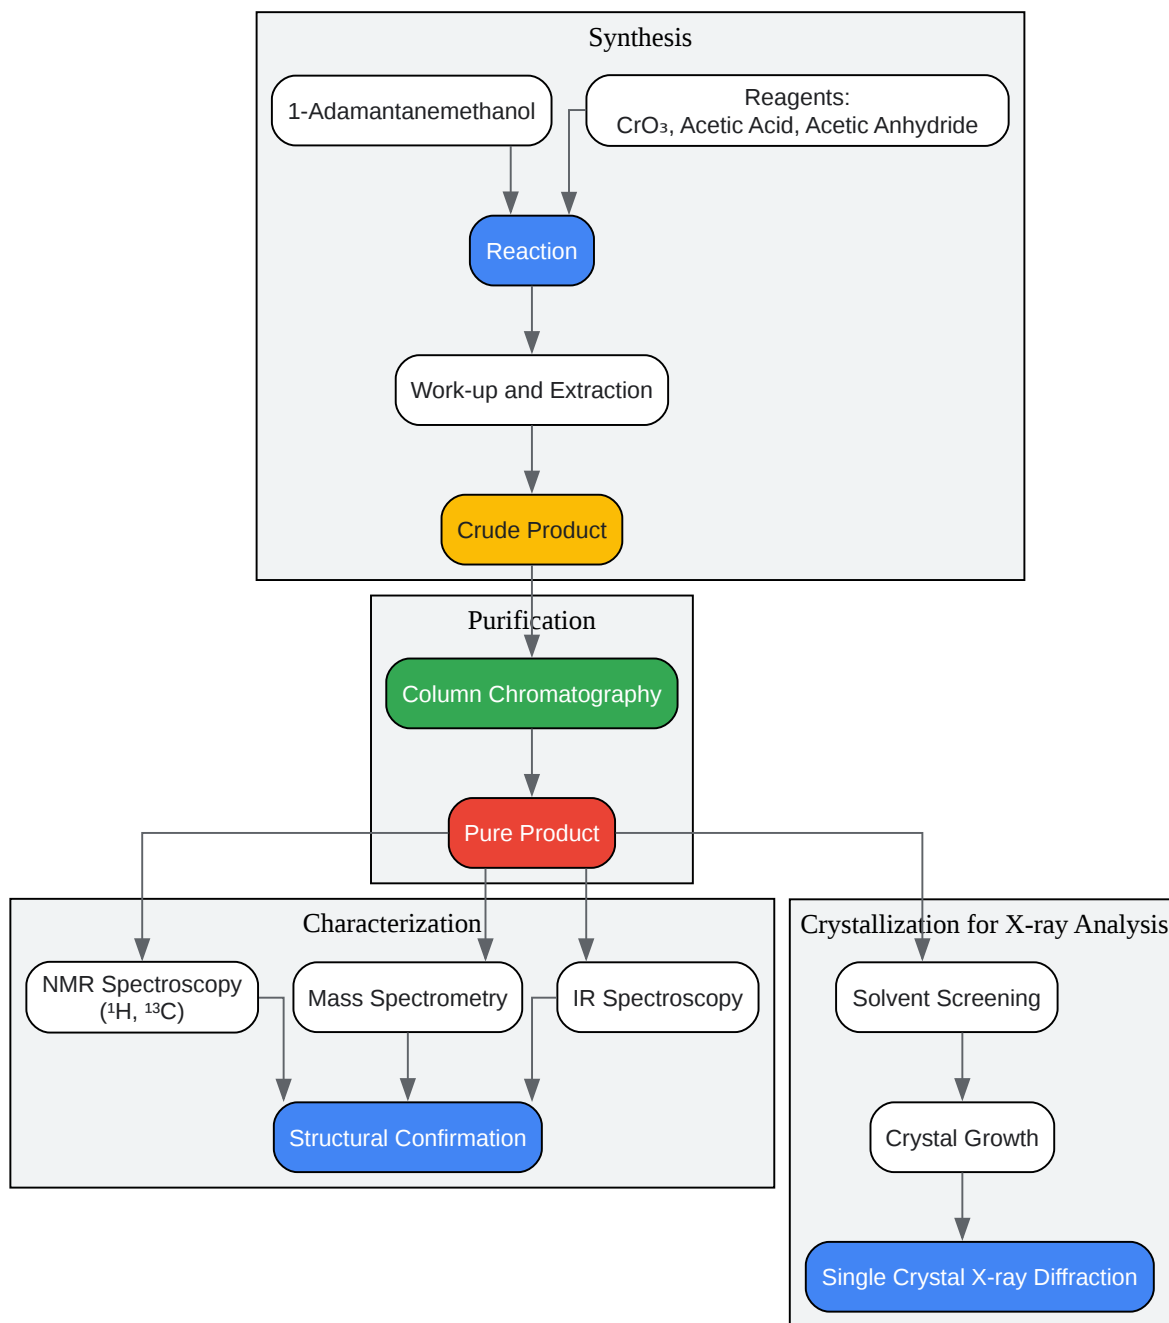 Synthesis
1-Adamantanemethanol
Reagents:
CrO₃, Acetic Acid, Acetic Anhydride
Reaction
Work-up and Extraction
Crude Product
Purification
Column Chromatography
Pure Product
Characterization
NMR Spectroscopy
(¹H, ¹³C)
Mass Spectrometry
IR Spectroscopy
Structural Confirmation
Crystallization for X-ray Analysis
Solvent Screening
Crystal Growth
Single Crystal X-ray Diffraction